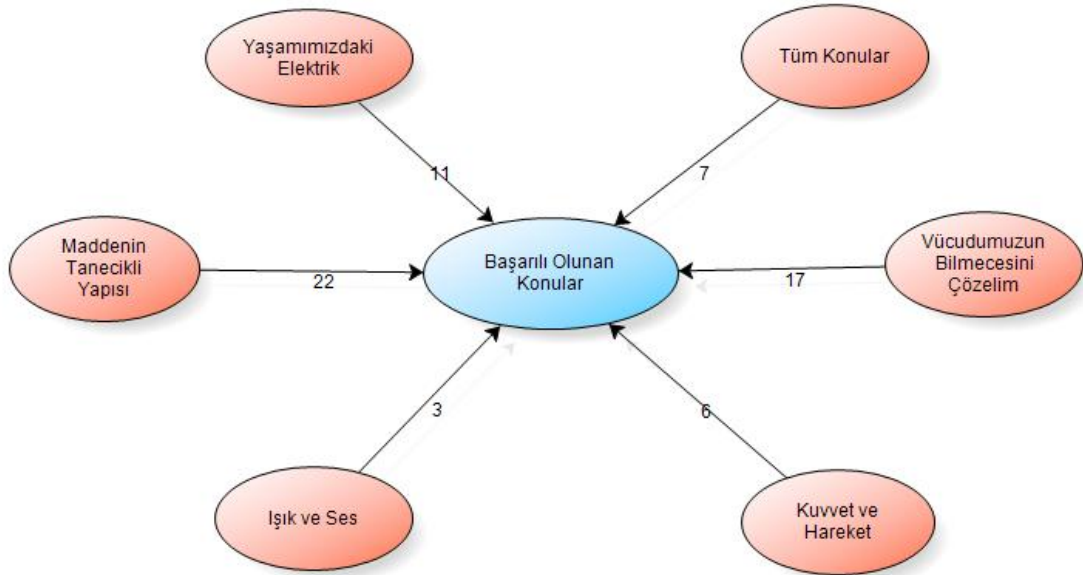 Yaşamımızdaki
Elektrik
Tüm Konular
11
7
Maddenin
Tanecikli
Yapısı
22
Başarılı Olunan
Konular
17
Vücudumuzun
Bilmecesini
Çözelim
3
6
Işık ve Ses
Kuvvet ve
Hareket